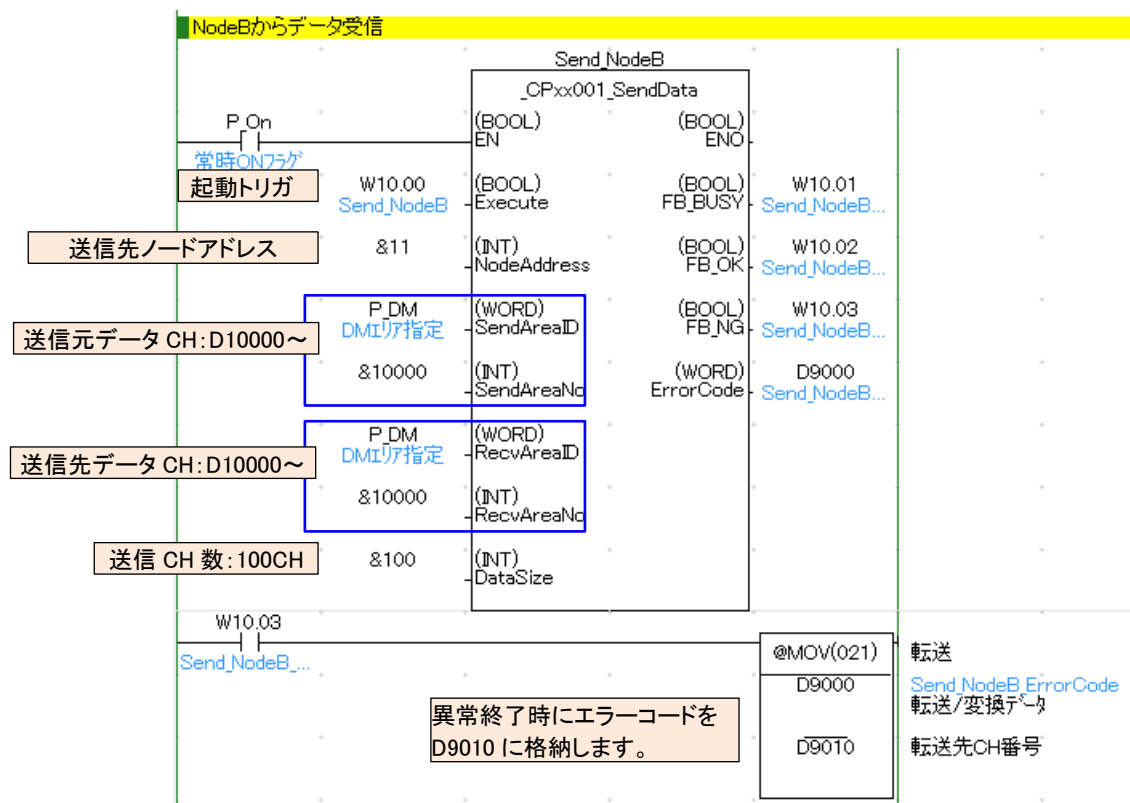 NodeBからデータ受信
Send_NodeB
_CPxx001_SendData
P_On
常時ONフラグ
(BOOL)
EN
(BOOL)
ENO
起動トリガ
W10.00
Send_NodeB
(BOOL)
Execute
(BOOL)
FB_BUSY
W10.01
Send_NodeB...
送信先ノードアドレス
&11
(INT)
NodeAddress
(BOOL)
FB_OK
W10.02
Send_NodeB...
送信元データ CH：D10000～
P_DM
DMエリア指定
(WORD)
SendAreaID
(BOOL)
FB_NG
W10.03
Send_NodeB...
&10000
(INT)
SendAreaNo
(WORD)
ErrorCode
D9000
Send_NodeB...
送信先データ CH：D10000～
P_DM
DMエリア指定
(WORD)
RecvAreaID
&10000
(INT)
RecvAreaNo
送信 CH 数：100CH
&100
(INT)
DataSize
W10.03
Send_NodeB_...
@MOV(021)
転送
D9000
Send_NodeB_ErrorCode
転送/変換データ
異常終了時にエラーコードを
D9010 に格納します。
D9010
転送先CH番号